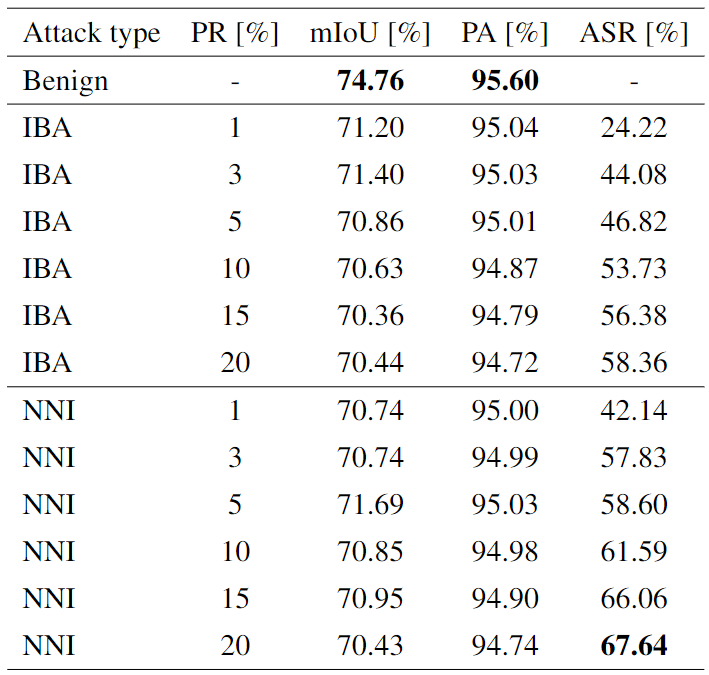 Attack type PR [%] mIoU [%] PA [%] ASR [%]
Benign - 74.76 95.60 -
IBA 1 71.20 95.04 24.22
IBA 3 71.40 95.03 44.08
IBA 5 70.86 95.01 46.82
IBA 10 70.63 94.87 53.73
IBA 15 70.36 94.79 56.38
IBA 20 70.44 94.72 58.36
NNI 1 70.74 95.00 42.14
NNI 3 70.74 94.99 57.83
NNI 5 71.69 95.03 58.60
NNI 10 70.85 94.98 61.59
NNI 15 70.95 94.90 66.06
NNI 20 70.43 94.74 67.64